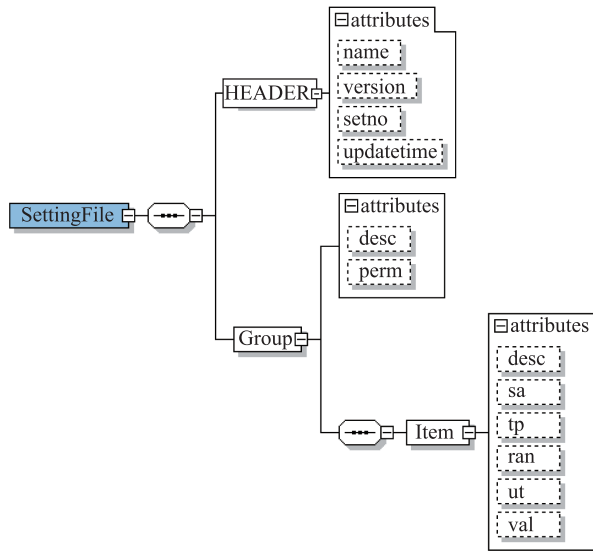 attributes
name
HEADER
version
setno
updatetime
SettingFile
attributes
desc
perm
Group
attributes
desc
sa
tp
Item
ran
ut
val